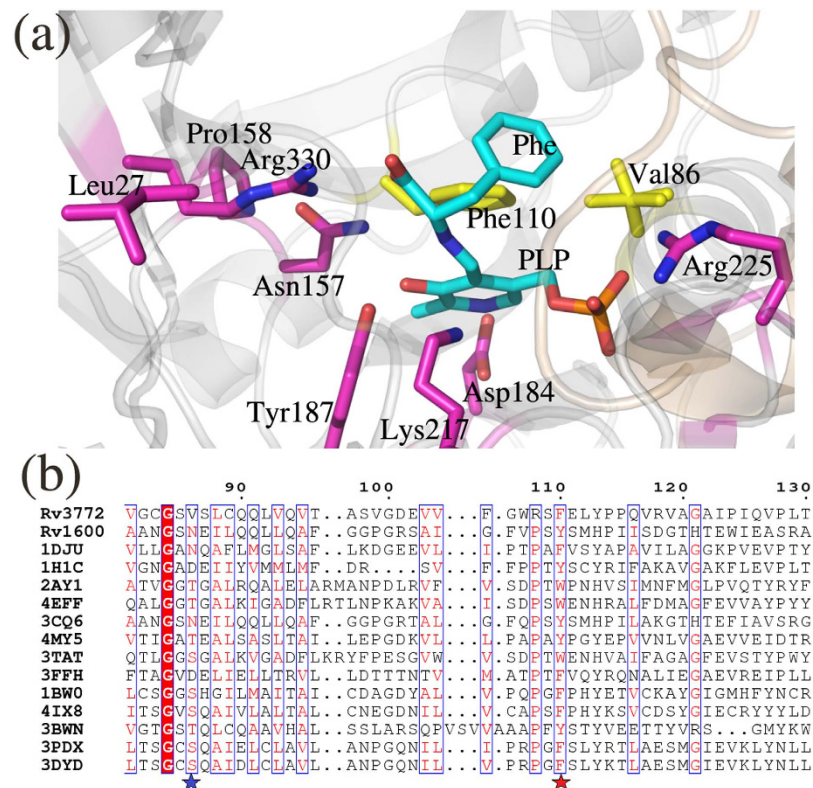 (a)
Pro158
Arg330
Leu27
Phe
Val86
Phe110
Asn157
PLP
Arg225
Asp184
Tyr187
Lys217
(b)
90 100 110 120 130
Rv3772 VGCGSVSLCQQLVQVT..ASVGDEVV...F.GWRSFELYPPQVRVAGAIPIQVPLT
Rv1600 AANGSNEILQQLLQAF..GGPGRSAI...G.FVPSYSMHPIISDGTHTEWIEASRA
1DJU VLLGANQAFLMGLSAF..LKDGEEVL...I.PTPAFVSYAPAVILAGGKPVEVPTY
1H1C VGNGADEIIYVMMLMF..DR....SV...F.FPPTYSCYRIFAKAVGAKFLEVPLT
2AY1 ATVGGTGALRQALELARMANPDLRVF...V.SDPTWPNHVSIMNFMGLPVQTYRYF
4EFF QALGGTGALKIGADFLRTLNPKAKVA...I.SDPSWENHRALFDMAGFEVVAYPYY
3CQ6 AANGSNEILQQLLQAF..GGPGRTAL...G.FQPSYSMHPILAKGTHTEFIAVSRG
4MY5 VTIGATEALSASLTAI..LEPGDKVL...L.PAPAYPGYEPVVNLVGAEVVEIDTR
3TAT QTLGGSGALKVGADFLKRYFPESGVW...V.SDPTWENHVAIFAGAGFEVSTYPWY
3FFH FTAGVDELIELLTRVL..LDTTTNTV...M.ATPTFVQYRQNALIEGAEVREIPLL
1BW0 LCSGGSHGILMAITAI..CDAGDYAL...V.PQPGFPHYETVCKAYGIGMHFYNCR
4IX8 ITSGVSQAIVLALTAL..CNEGDNIL...V.CAPSFPHYKSVCDSYGIECRYYYLD
3BWN VGTGSTQLCQAAVHAL..SSLARSQPVSVVAAAPFYSTYVEETTYVRS...GMYKW
3PDX LTSGCSQAIELCLAVL..ANPGQNIL...I.PRPGFSLYRTLAESMGIEVKLYNLL
3DYD LTSGCSQAIDLCLAVL..ANPGQNIL...V.PRPGFSLYKTLAESMGIEVKLYNLL